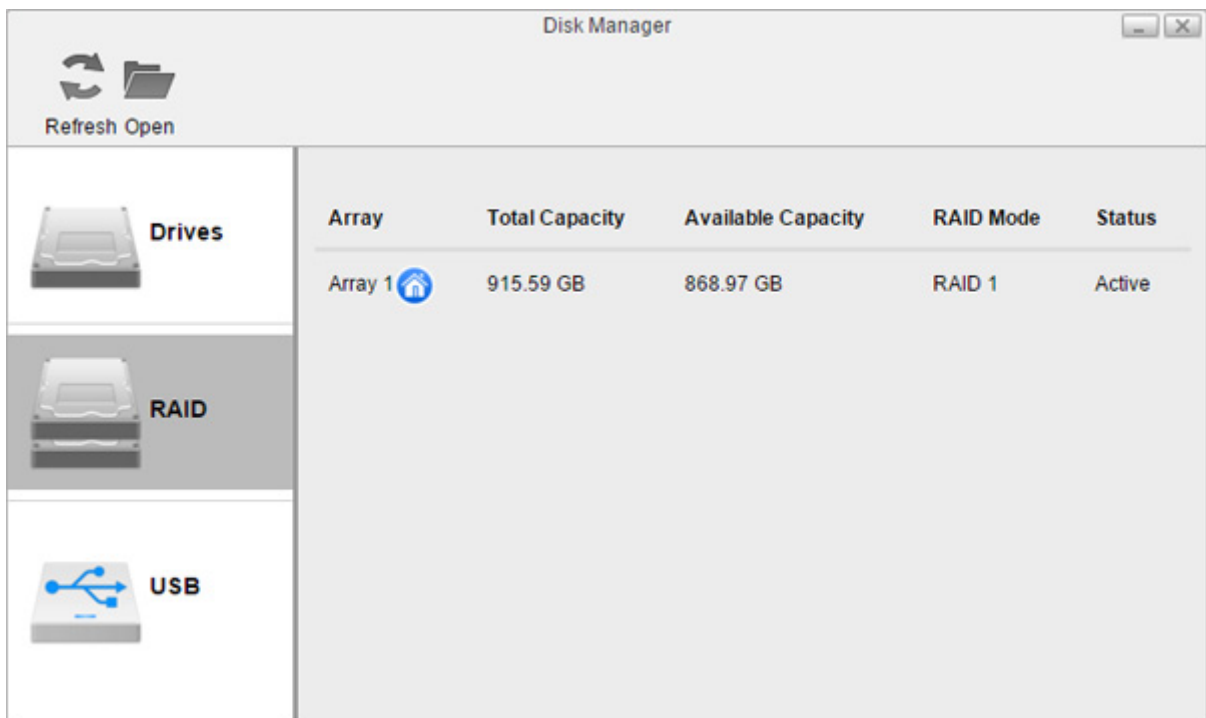 Disk Manager
Refresh Open
Drives
RAID
USB
Array Total Capacity Available Capacity RAID Mode Status
Array 1 915.59 GB 868.97 GB RAID 1 Active